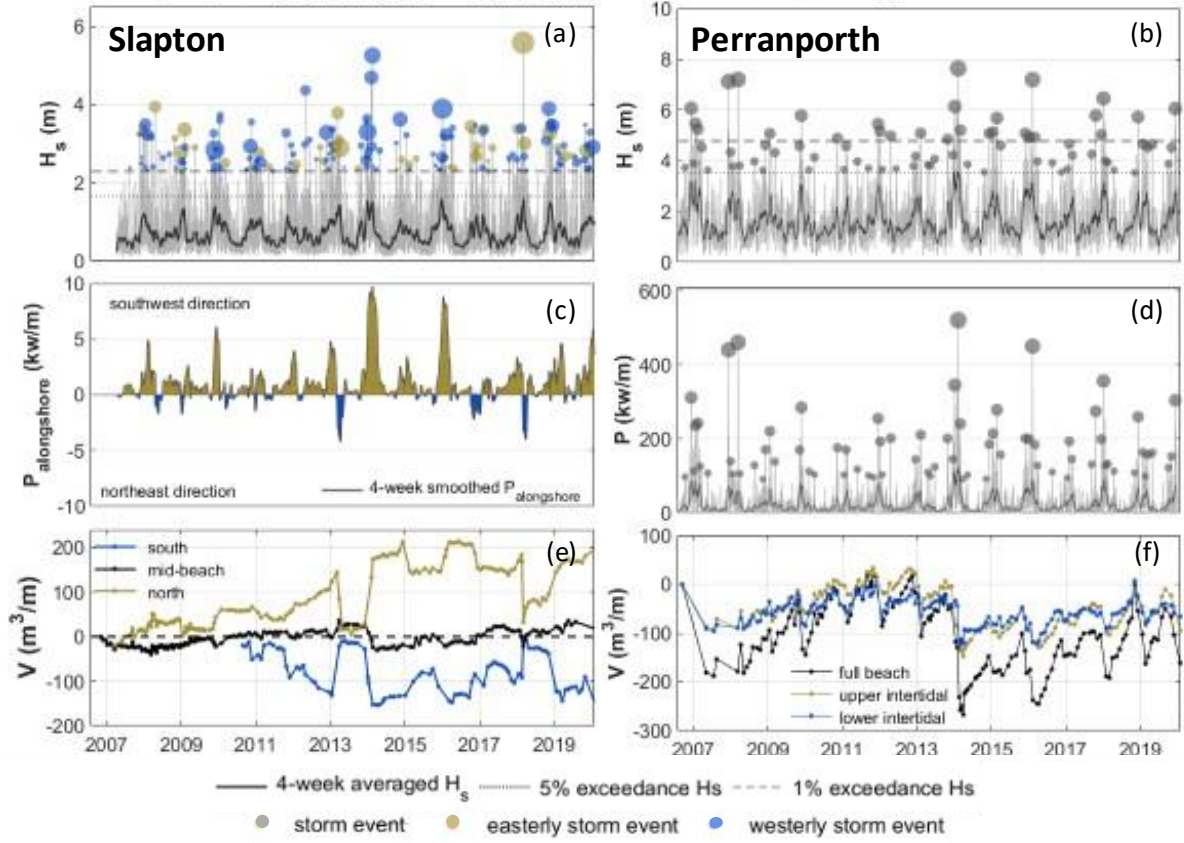 Slapton
(a)
H_s (m)
6
4
2
0
Perranporth
(b)
H_s (m)
10
8
6
4
2
0
(c)
southwest direction
northeast direction
4-week smoothed P_alongshore
P_alongshore (kw/m)
10
5
0
-5
-10
(d)
P (kw/m)
600
400
200
0
(e)
south
mid-beach
north
V (m³/m)
200
100
0
-100
-200
2007 2009 2011 2013 2015 2017 2019
(f)
full beach
upper intertidal
lower intertidal
V (m³/m)
100
0
-100
-200
-300
2007 2009 2011 2013 2015 2017 2019
4-week averaged H_s 5% exceedance Hs 1% exceedance Hs
storm event easterly storm event westerly storm event